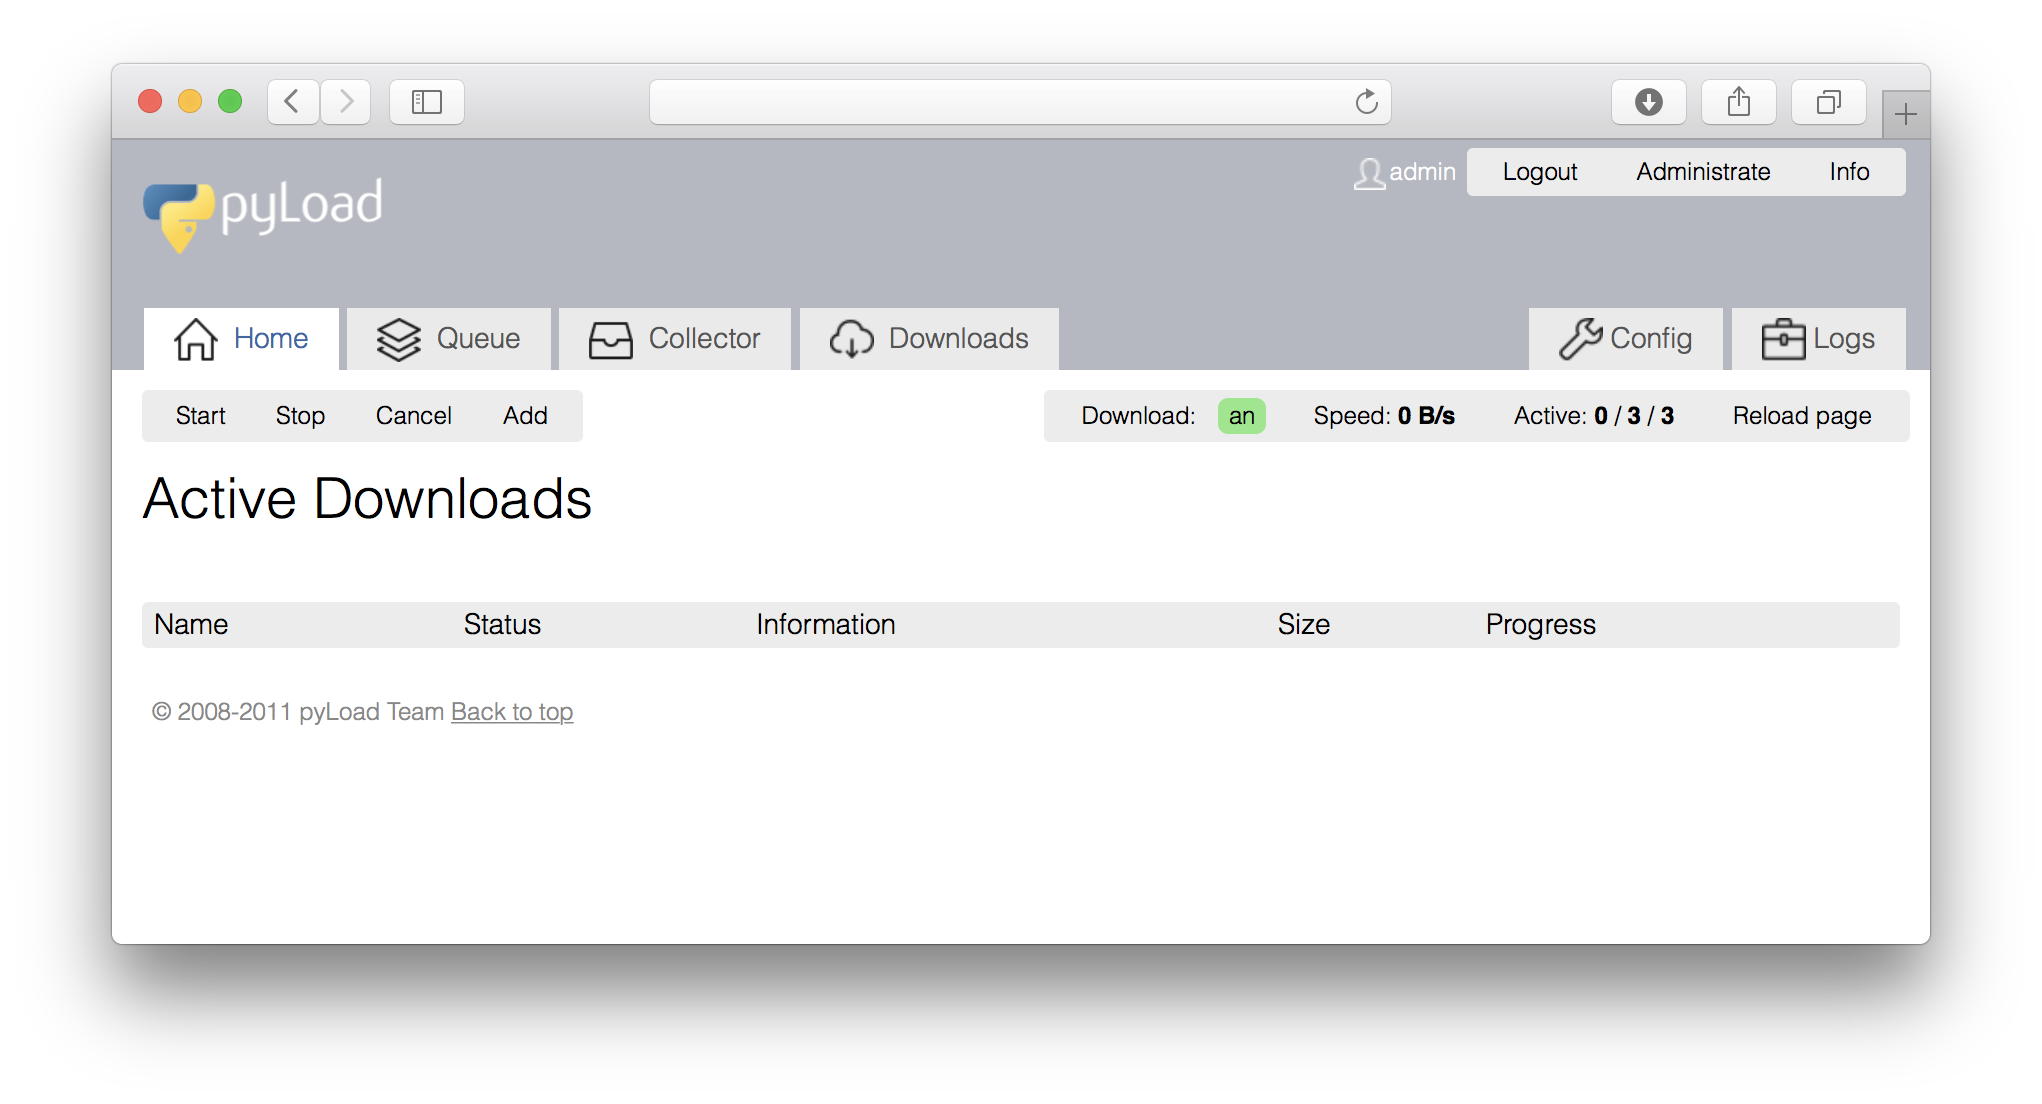 admin Logout Administrate Info
pyLoad
Home Queue Collector Downloads Config Logs
Start Stop Cancel Add Download: an Speed: 0 B/s Active: 0 / 3 / 3 Reload page
Active Downloads
Name Status Information Size Progress
© 2008-2011 pyLoad Team Back to top